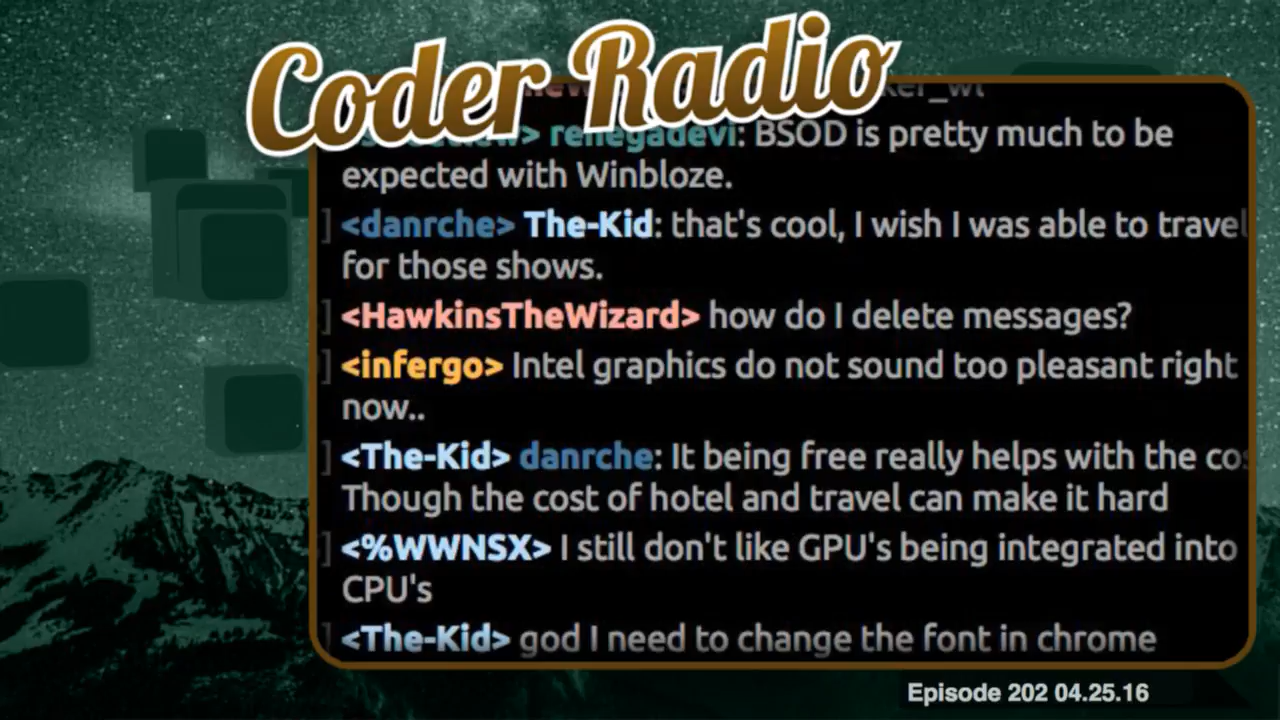 Coder Radio
renegadevi: BSOD is pretty much to be
expected with Winbloze.
] <danrche> The-Kid: that's cool, I wish I was able to travel
for those shows.
] <HawkinsTheWizard> how do I delete messages?
] <infergo> Intel graphics do not sound too pleasant right
now..
] <The-Kid> danrche: It being free really helps with the
Though the cost of hotel and travel can make it hard
] <%WWNSX> I still don't like GPU's being integrated into
CPU's
] <The-Kid> god I need to change the font in chrome
Episode 202 04.25.16